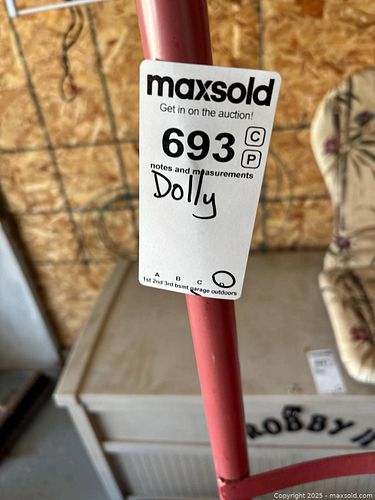 maxsold
Get in on the auction!
693 C
P
notes and measurements
Dolly
A B C
1st 2nd 3rd bsmt garage outdoors
Copyright 2025 - maxsold.com